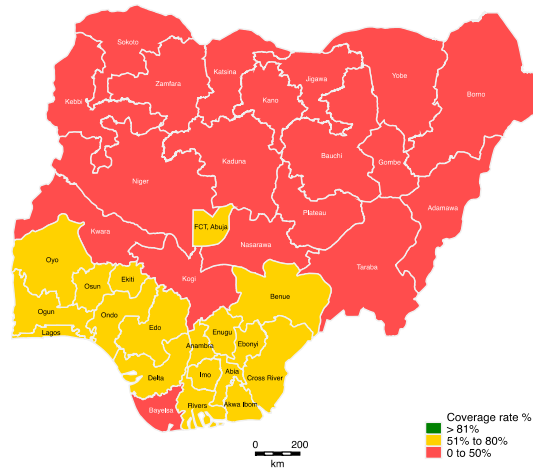 Sokoto
Katsina
Jigawa
Yobe
Borno
Zamfara
Kebbi
Kano
Kaduna
Bauchi
Gombe
Niger
Adamawa
Plateau
FCT, Abuja
Kwara
Nasarawa
Taraba
Oyo
Kogi
Osun
Ekiti
Benue
Ogun
Ondo
Edo
Lagos
Enugu
Anambra
Ebonyi
Imo
Abia
Delta
Cross River
Bayelsa
Rivers
Akwa Ibom
Coverage rate %
> 81%
51% to 80%
0 to 50%
0 200
km